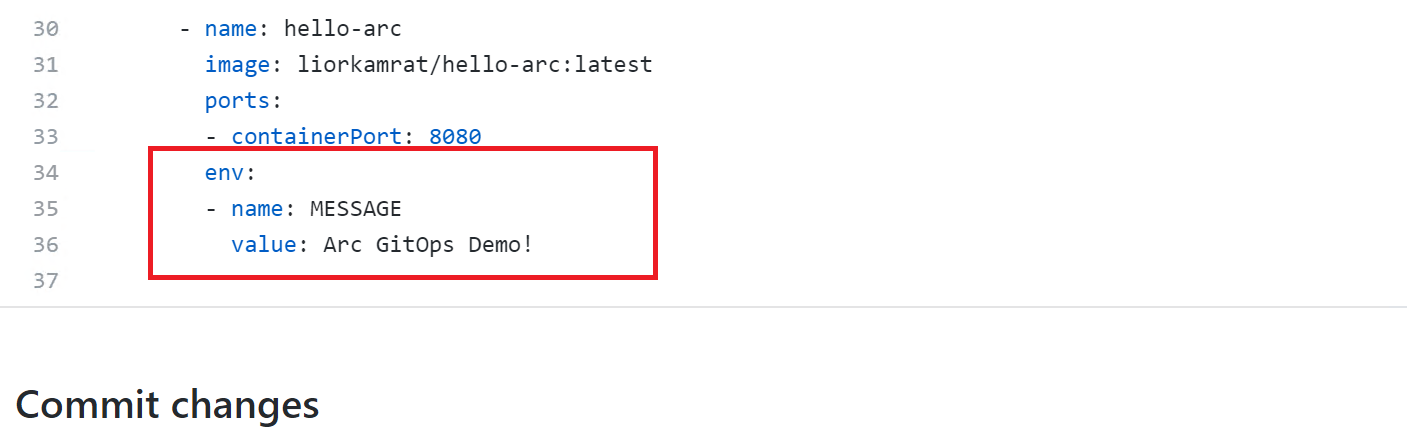 30 - name: hello-arc
31 image: liorkamrat/hello-arc:latest
32 ports:
33 - containerPort: 8080
34 env:
35 - name: MESSAGE
36 value: Arc GitOps Demo!
37
Commit changes